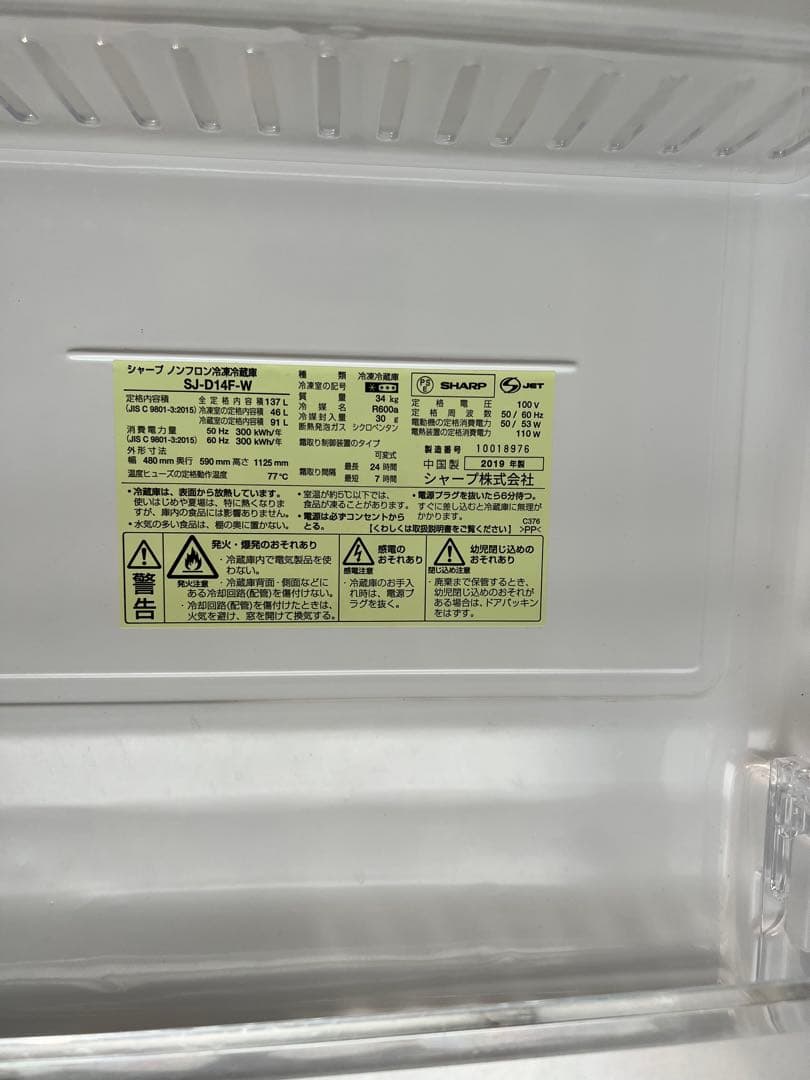 シャープ ノンフロン冷凍冷蔵庫
SJ-D14F-W
定格内容積 全定格内容積 137 L
(JIS C 9801-3:2015) 冷凍室の定格内容積 46 L
冷蔵室の定格内容積 91 L
消費電力量 50 Hz 300 kWh/年
(JIS C 9801-3:2015) 60 Hz 300 kWh/年
外形寸法
幅 480 mm 奥行 590 mm 高さ 1125 mm
温度ヒューズの定格動作温度 77℃
種類 冷凍冷蔵庫
冷凍室の記号
質量 34 kg
冷媒名 R600a
冷媒封入量 30 g
断熱発泡ガス シクロペンタン
霜取り制御装置のタイプ
可変式
霜取り間隔 最長 24 時間
最短 7 時間
PSE SHARP S JET
定格電圧 100 V
定格周波数 50 / 60 Hz
電動機の定格消費電力 50 / 53 W
電熱装置の定格消費電力 110 W
製造番号 10018976
中国製 2019 年製
シャープ株式会社
・冷蔵庫は、表面から放熱しています。
使いはじめや夏場は、特に熱くなりま
すが、庫内の食品には影響ありません。
・水気の多い食品は、棚の奥に置かない。
・室温が約5℃以下では、
食品が凍ることがあります。
・電源は必ずコンセントから
とる。
・電源プラグを抜いたら6分待つ。
すぐに差し込むと冷蔵庫に無理が
かかります。
【くわしくは取扱説明書をご覧ください】
C376
>PP<
警告
発火・爆発のおそれあり
発火注意
・冷蔵庫内で電気製品を使
わない。
・冷蔵庫背面・側面などに
ある冷却回路(配管)を傷付けない。
・冷却回路(配管)を傷付けたときは、
火気を避け、窓を開けて換気する。
感電の
おそれあり
感電注意
・冷蔵庫のお手入
れ時は、電源プ
ラグを抜く。
幼児閉じ込めの
おそれあり
閉じ込め注意
・廃棄まで保管するとき、
幼児閉じ込めのおそれが
ある場合は、ドアパッキン
をはずす。